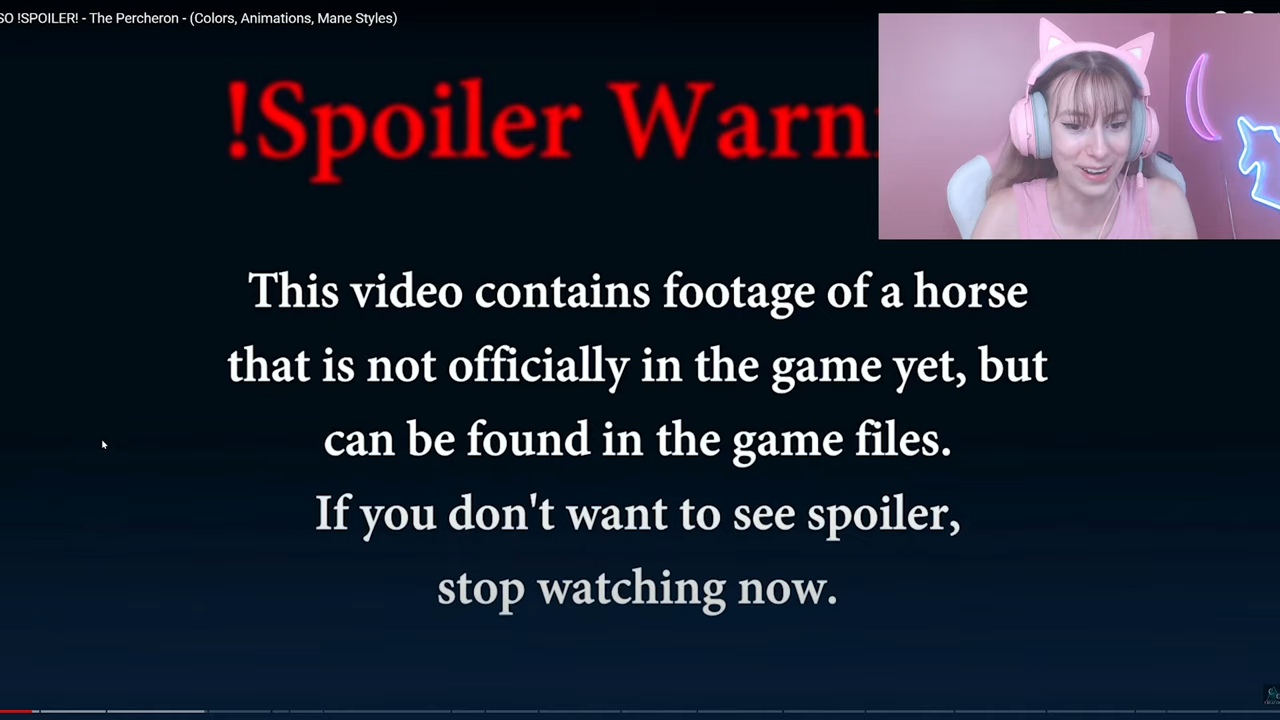 SO !SPOILER! - The Percheron - (Colors, Animations, Mane Styles)
!Spoiler Warn
This video contains footage of a horse
that is not officially in the game yet, but
can be found in the game files.
If you don't want to see spoiler,
stop watching now.